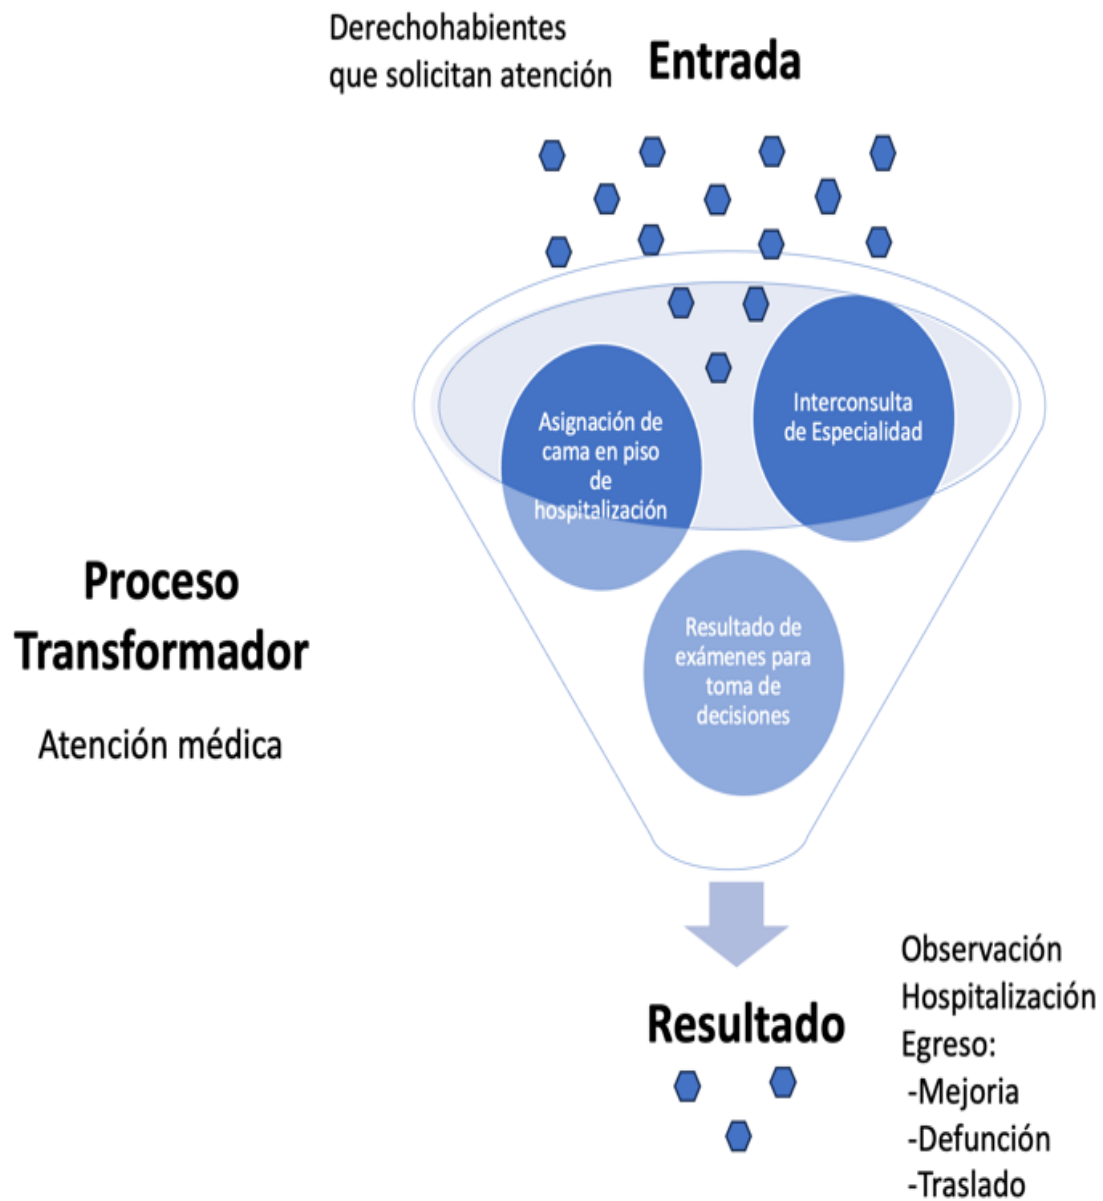 Derechohabientes
que solicitan atención
Entrada
Asignación de
cama en piso
de
hospitalización
Interconsulta
de Especialidad
Proceso
Transformador
Atención médica
Resultado de
exámenes para
toma de
decisiones
Resultado
Observación
Hospitalización
Egreso:
-Mejoria
-Defunción
-Traslado